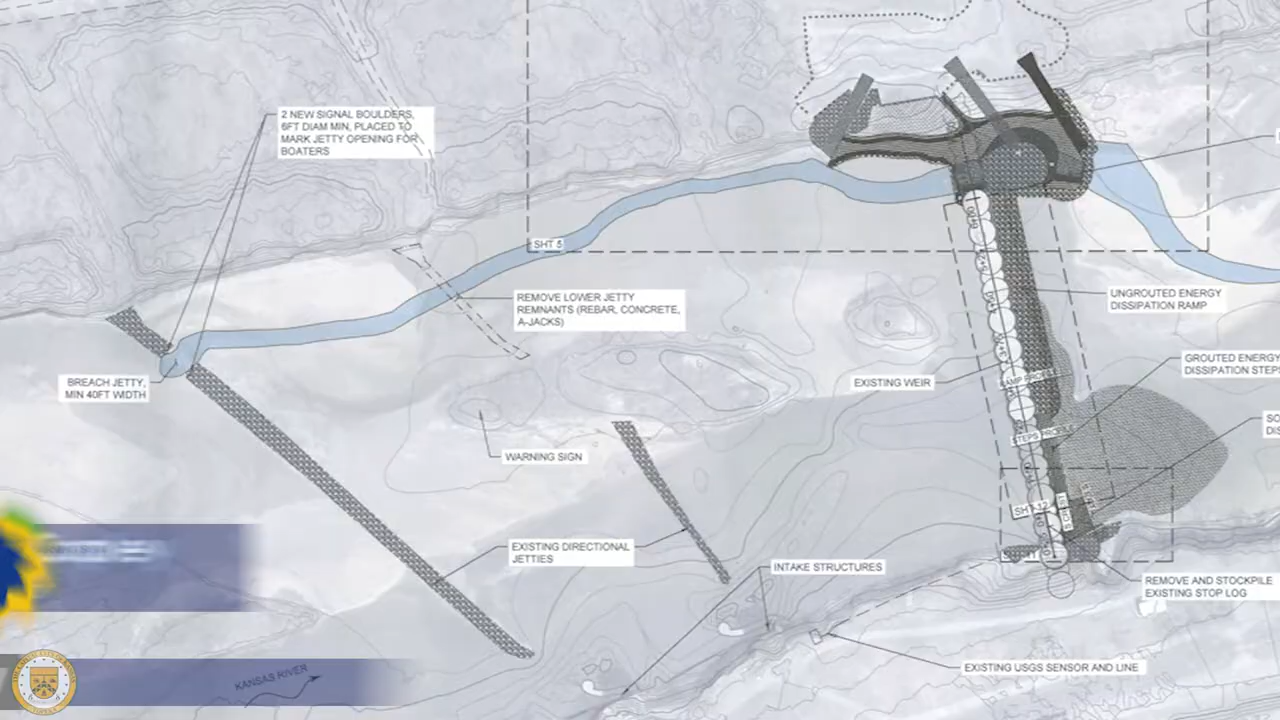 2 NEW SIGNAL BOULDERS,
6FT DIAM MIN, PLACED TO
MARK JETTY OPENING FOR
BOATERS
SHT 5
REMOVE LOWER JETTY
REMNANTS (REBAR, CONCRETE,
A-JACKS)
UNGROUTED ENERGY
DISSIPATION RAMP
GROUTED ENERGY
DISSIPATION STEPS
BREACH JETTY,
MIN 40FT WIDTH
EXISTING WEIR
WARNING SIGN
EXISTING DIRECTIONAL
JETTIES
INTAKE STRUCTURES
REMOVE AND STOCKPILE
EXISTING STOP LOG
EXISTING USGS SENSOR AND LINE
KANSAS RIVER